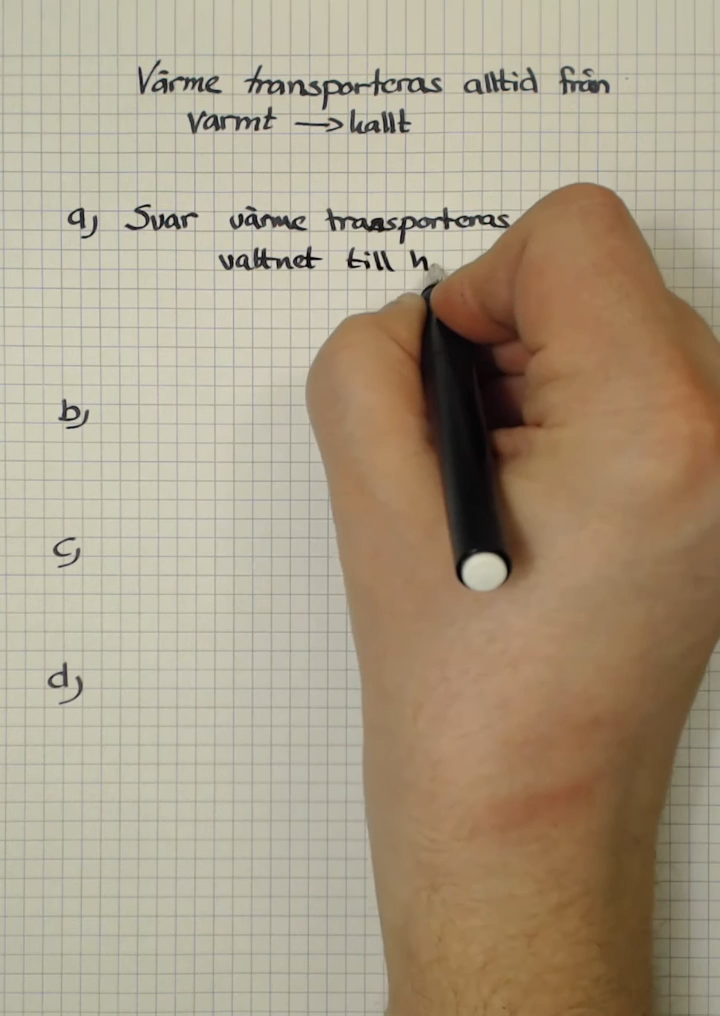 Värme transporteras alltid från
varmt → kallt
a) Svar värme transporteras
vattnet till h
b)
c)
d)